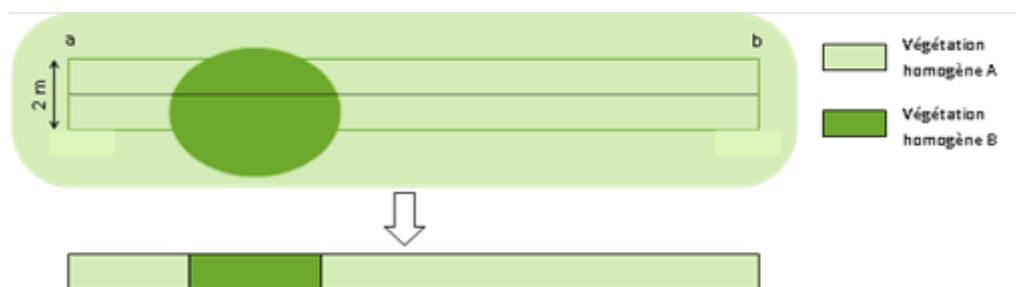 a
b
2 m
Végétation
homogène A
Végétation
homogène B